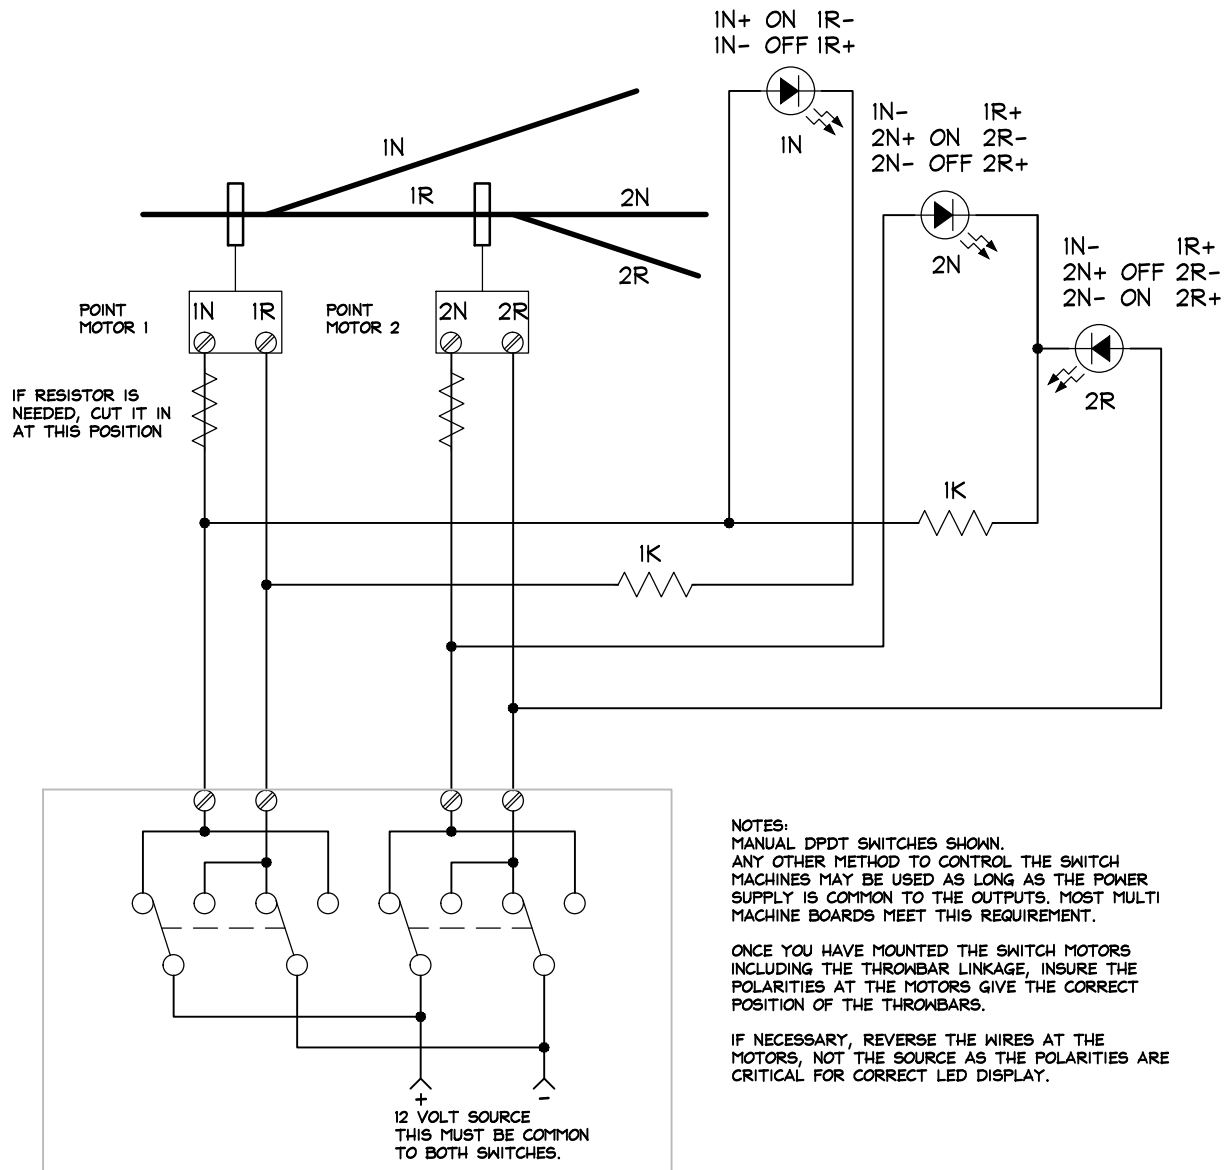 1N+ ON 1R-
1N- OFF 1R+
1N
1N- 1R+
2N+ ON 2R-
2N- OFF 2R+
2N
1N- 1R+
2N+ OFF 2R-
2N- ON 2R+
2R
1N
1R
2N
2R
POINT
MOTOR 1
1N 1R
POINT
MOTOR 2
2N 2R
IF RESISTOR IS
NEEDED, CUT IT IN
AT THIS POSITION
1K
1K
NOTES:
MANUAL DPDT SWITCHES SHOWN.
ANY OTHER METHOD TO CONTROL THE SWITCH
MACHINES MAY BE USED AS LONG AS THE POWER
SUPPLY IS COMMON TO THE OUTPUTS. MOST MULTI
MACHINE BOARDS MEET THIS REQUIREMENT.
ONCE YOU HAVE MOUNTED THE SWITCH MOTORS
INCLUDING THE THROWBAR LINKAGE, INSURE THE
POLARITIES AT THE MOTORS GIVE THE CORRECT
POSITION OF THE THROWBARS.
IF NECESSARY, REVERSE THE WIRES AT THE
MOTORS, NOT THE SOURCE AS THE POLARITIES ARE
CRITICAL FOR CORRECT LED DISPLAY.
+ -
12 VOLT SOURCE
THIS MUST BE COMMON
TO BOTH SWITCHES.